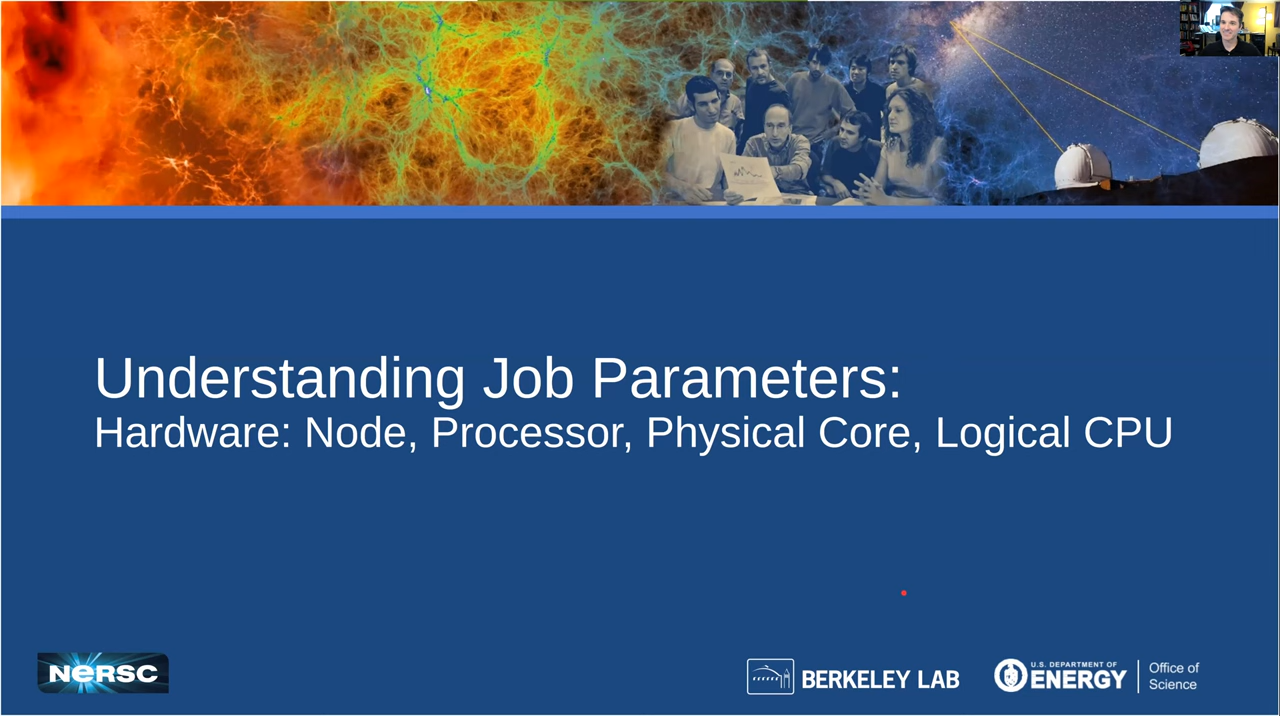 Understanding Job Parameters:
Hardware: Node, Processor, Physical Core, Logical CPU
NERSC
BERKELEY LAB
U.S. DEPARTMENT OF
ENERGY
Office of
Science